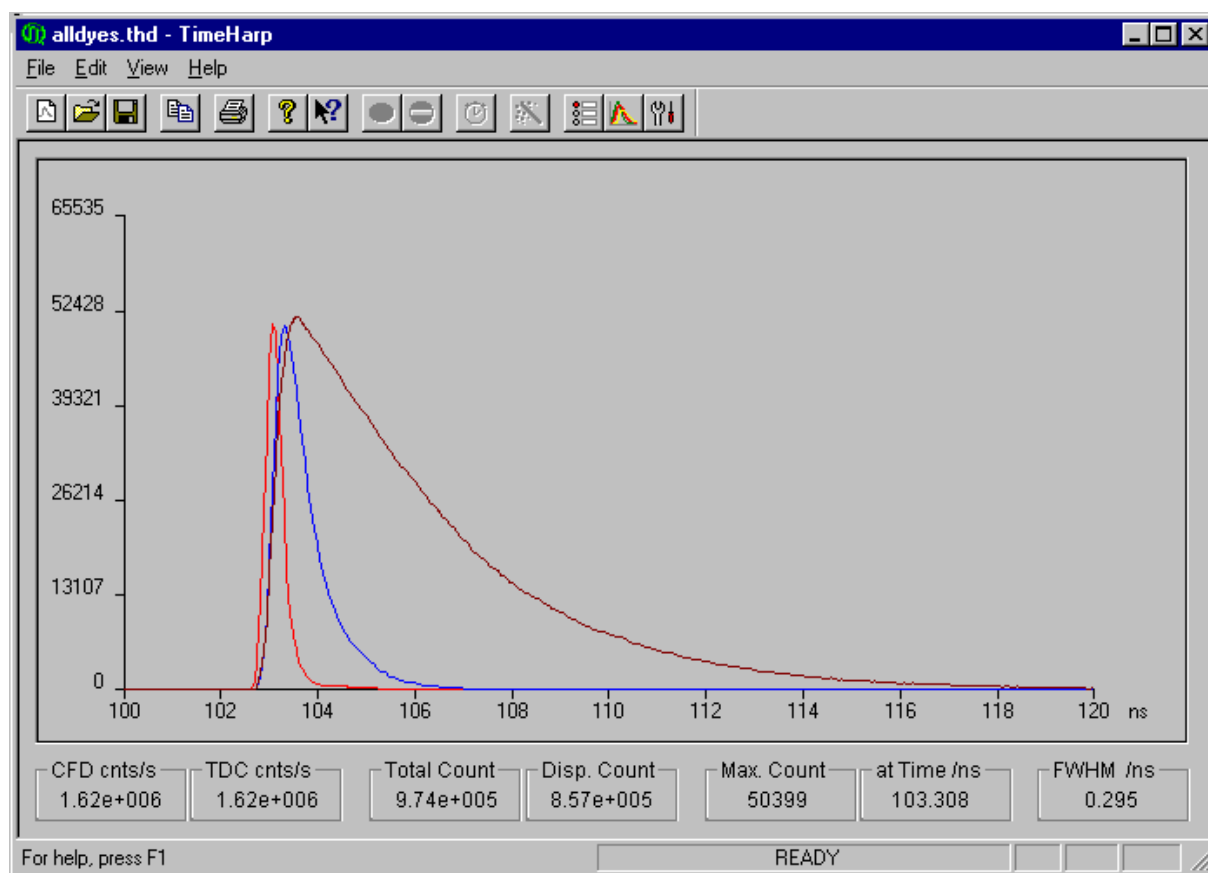 alldyes.thd - TimeHarp
File Edit View Help
65535
52428
39321
26214
13107
0
100 102 104 106 108 110 112 114 116 118 120 ns
CFD cnts/s TDC cnts/s Total Count Disp. Count Max. Count at Time /ns FWHM /ns
1.62e+006 1.62e+006 9.74e+005 8.57e+005 50399 103.308 0.295
For help, press F1 READY